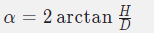 α = 2 arctan H/D